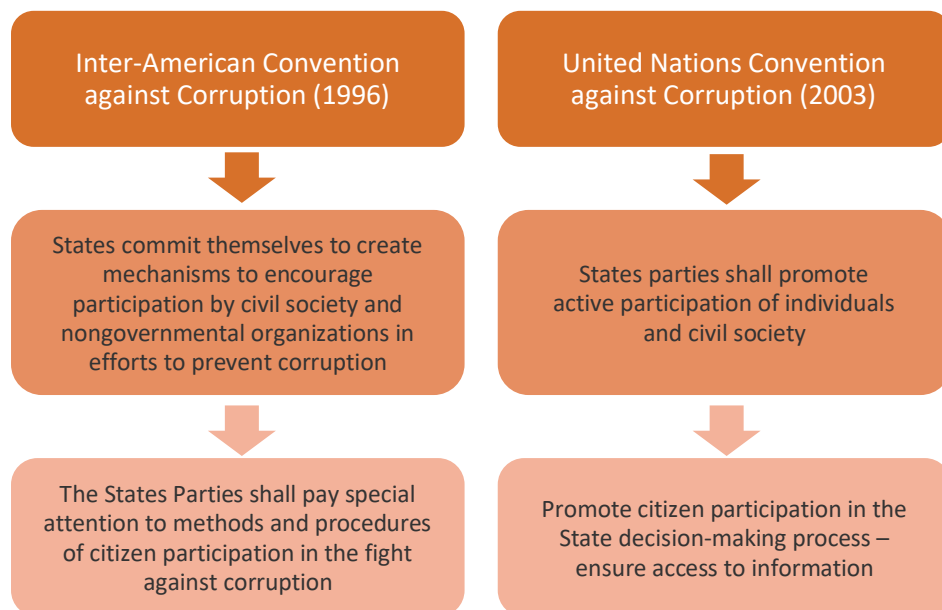 Inter-American Convention
against Corruption (1996)
States commit themselves to create
mechanisms to encourage
participation by civil society and
nongovernmental organizations in
efforts to prevent corruption
The States Parties shall pay special
attention to methods and procedures
of citizen participation in the fight
against corruption
United Nations Convention
against Corruption (2003)
States parties shall promote
active participation of individuals
and civil society
Promote citizen participation in the
State decision-making process –
ensure access to information